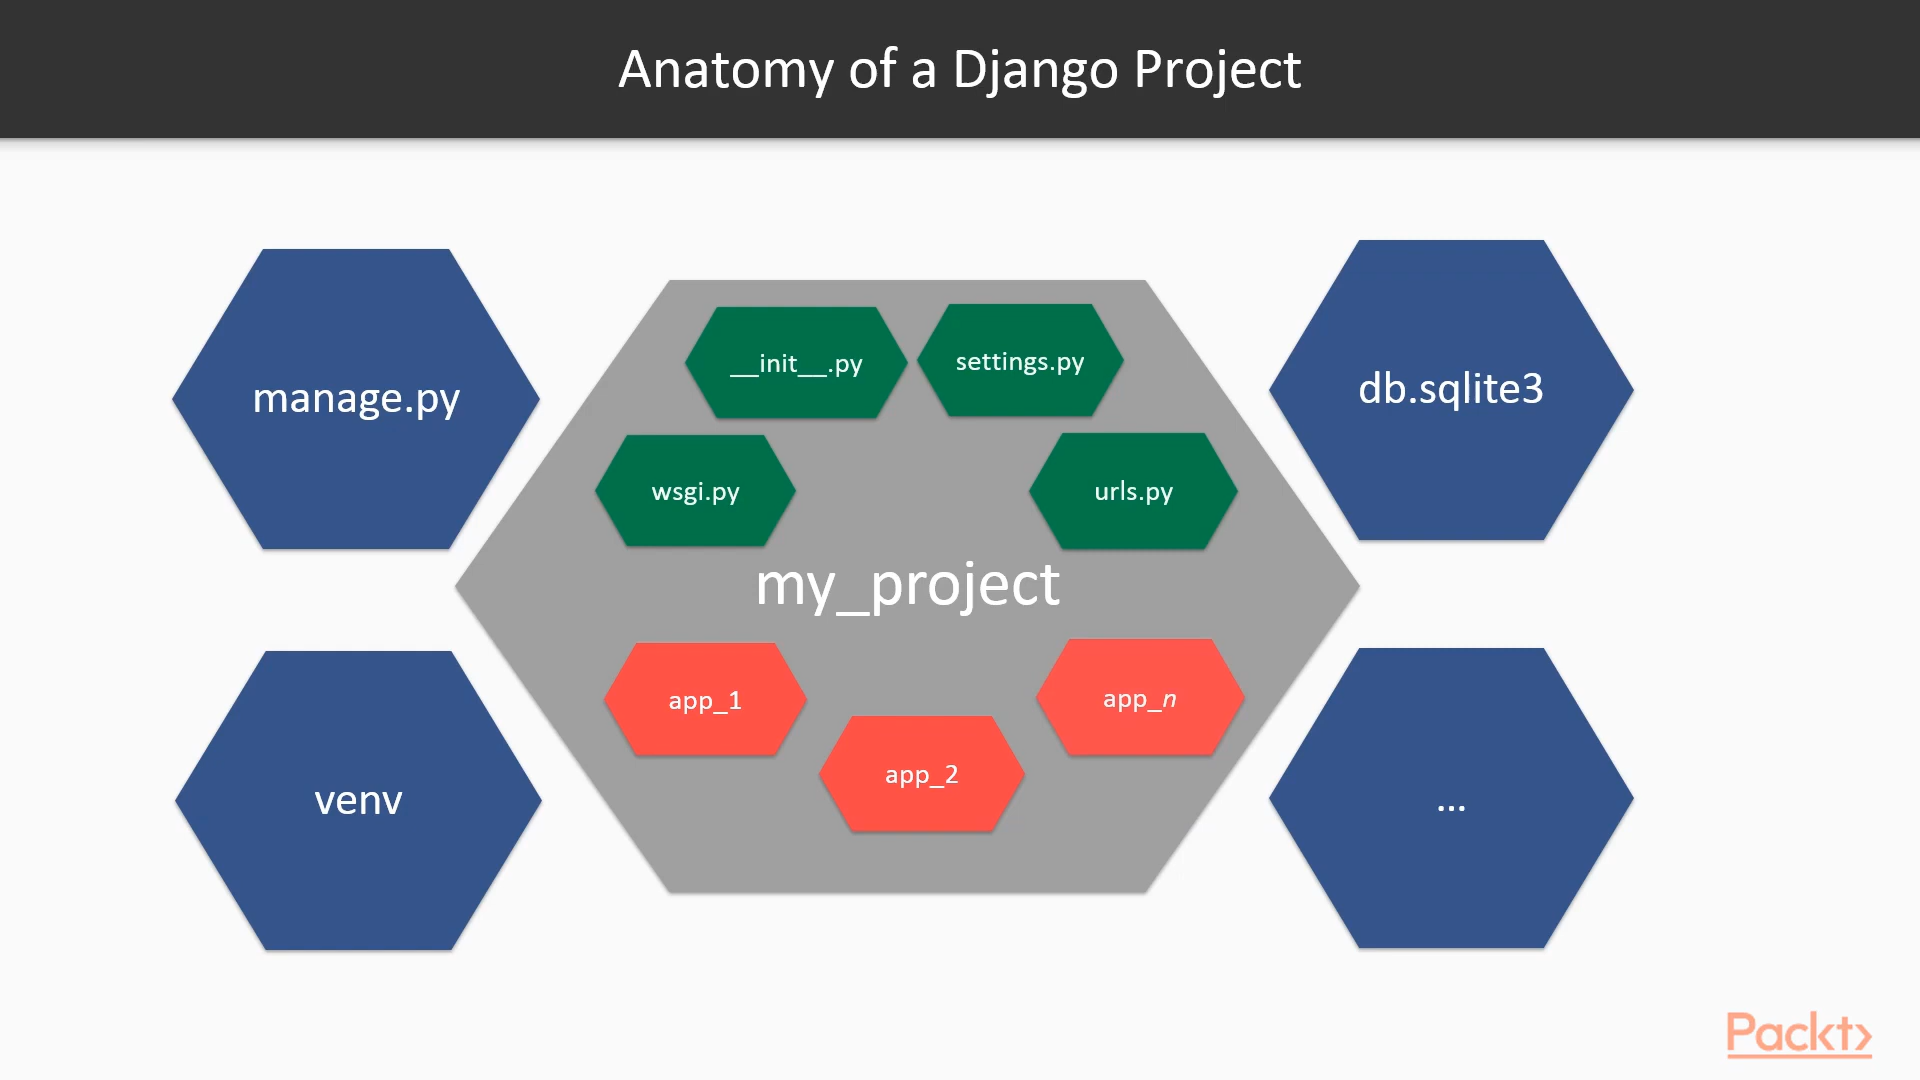 Anatomy of a Django Project
manage.py
__init__.py
settings.py
db.sqlite3
wsgi.py
urls.py
my_project
app_1
app_2
app_n
venv
...
Packt>